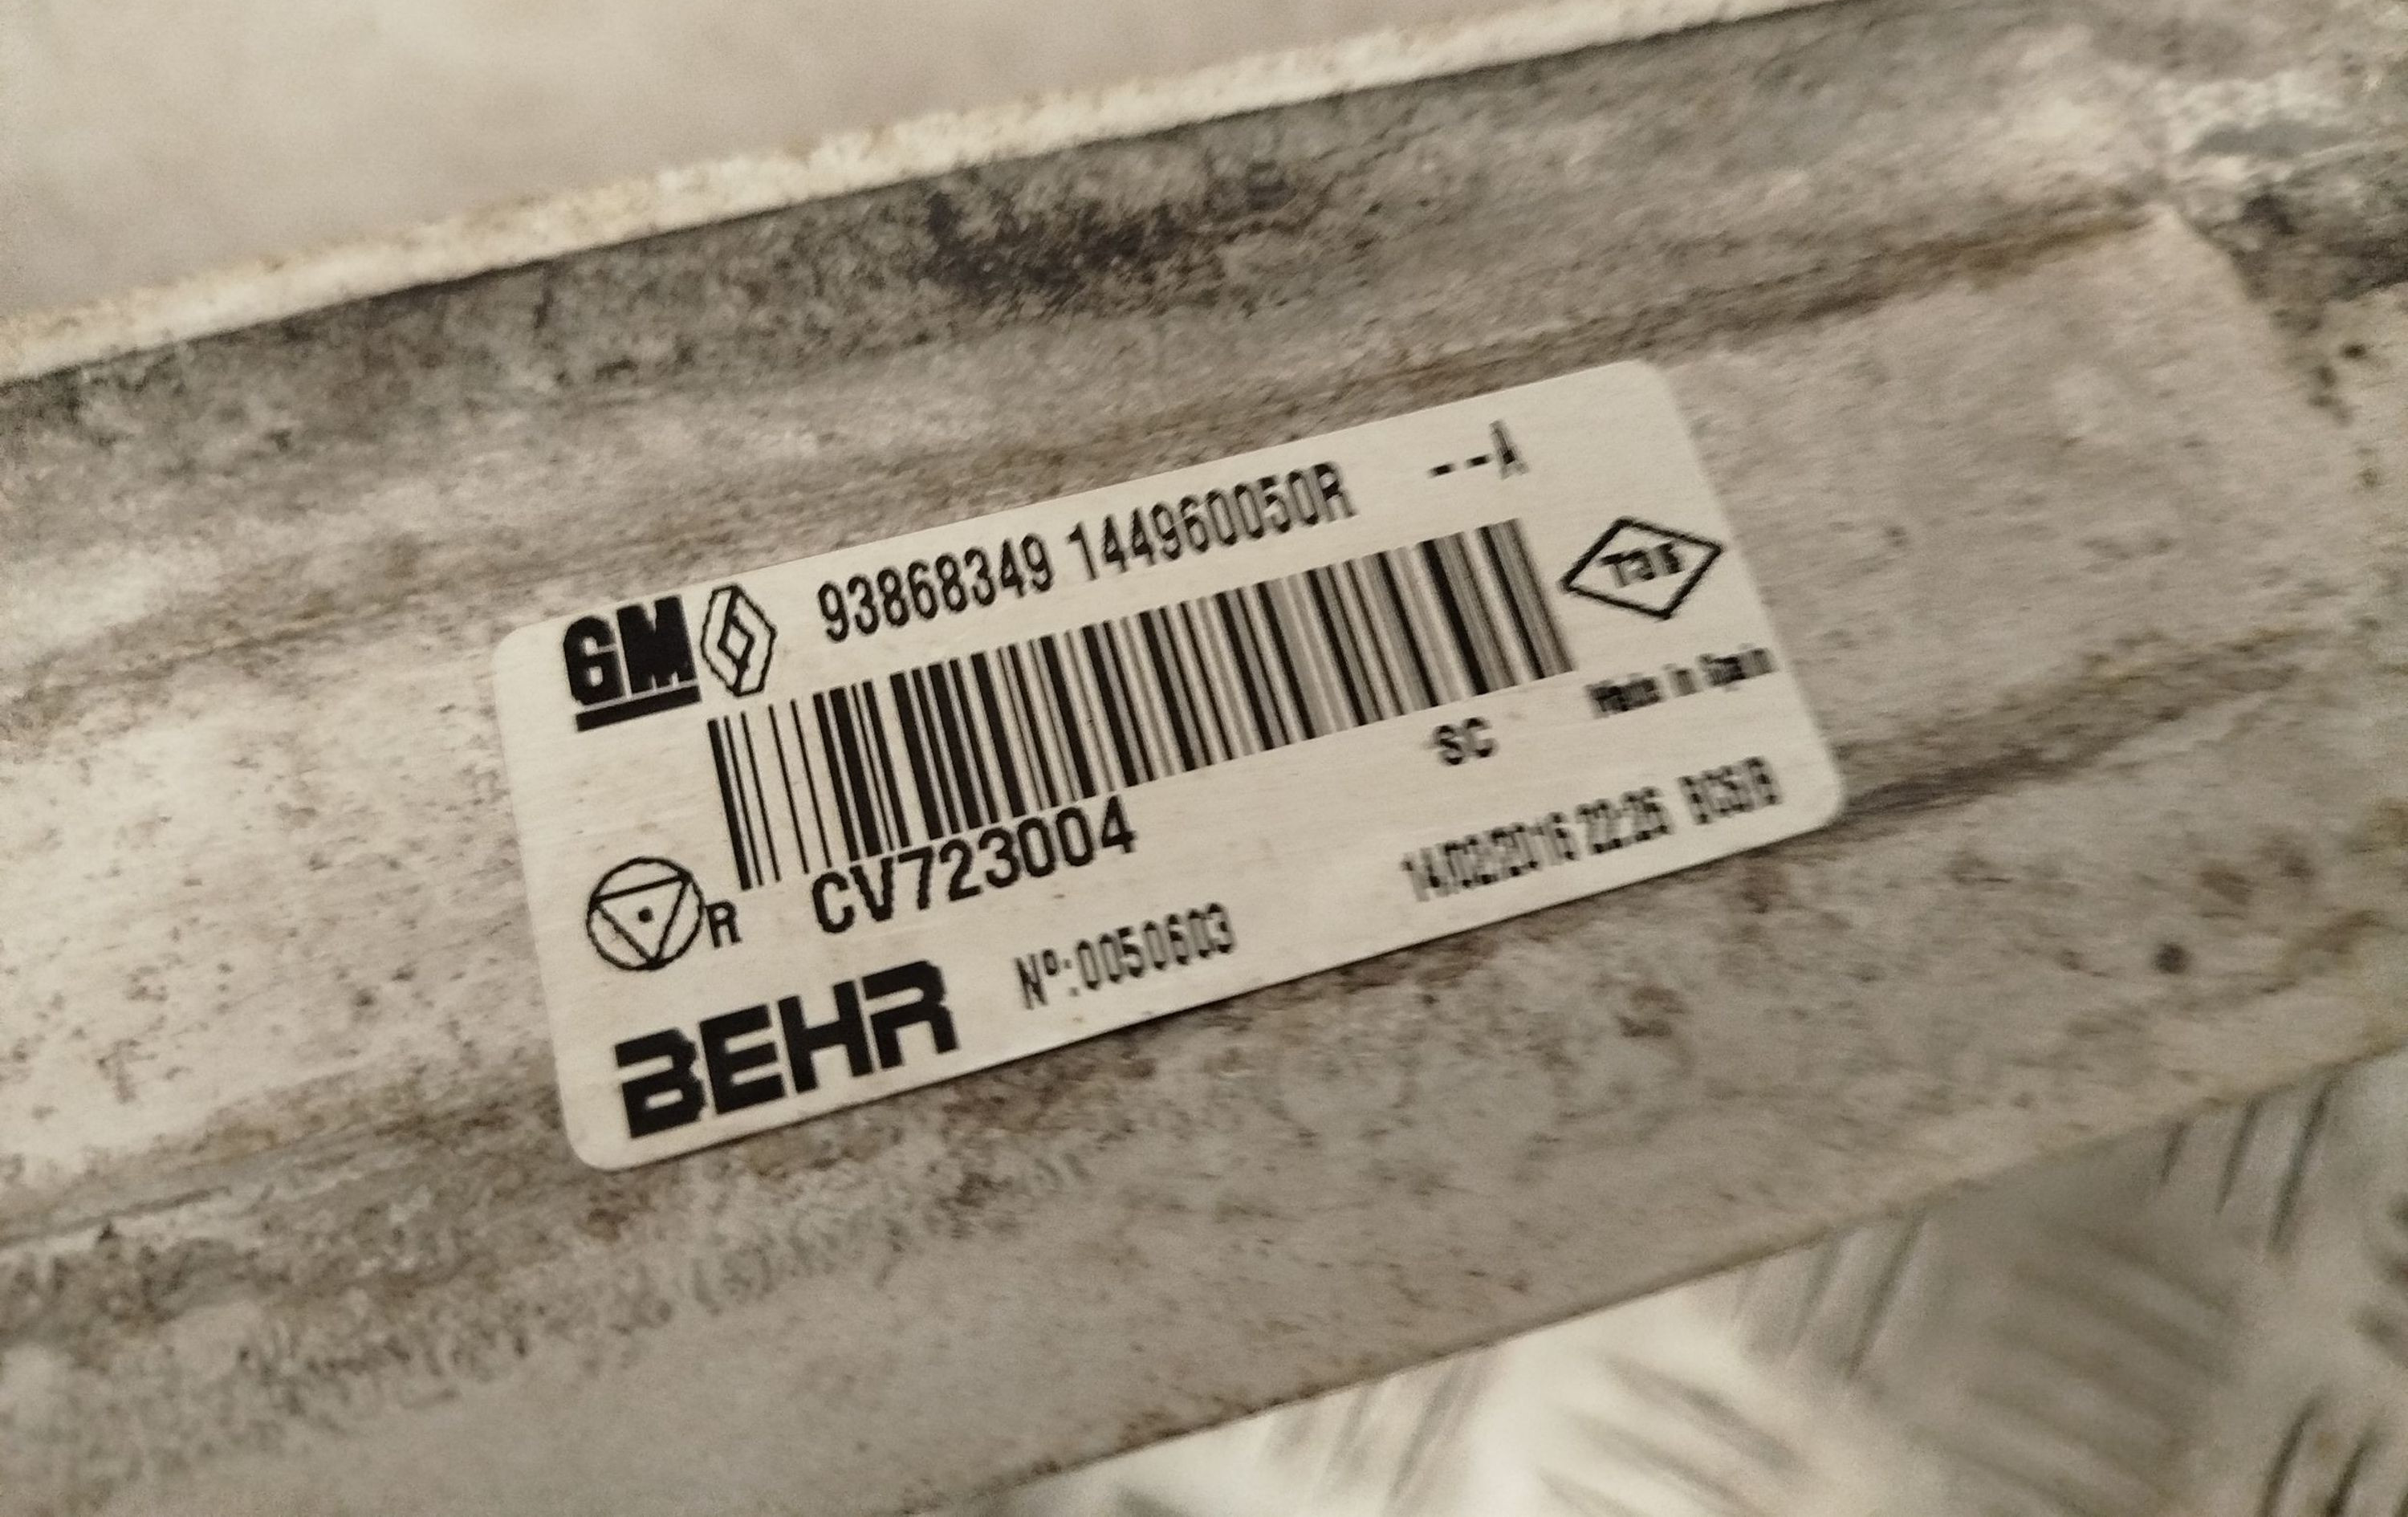 GM 93868349 144960050R --A
Made in Spain
SC
R CV723004
14/02/2016 22:26
BEHR Nº:0050603